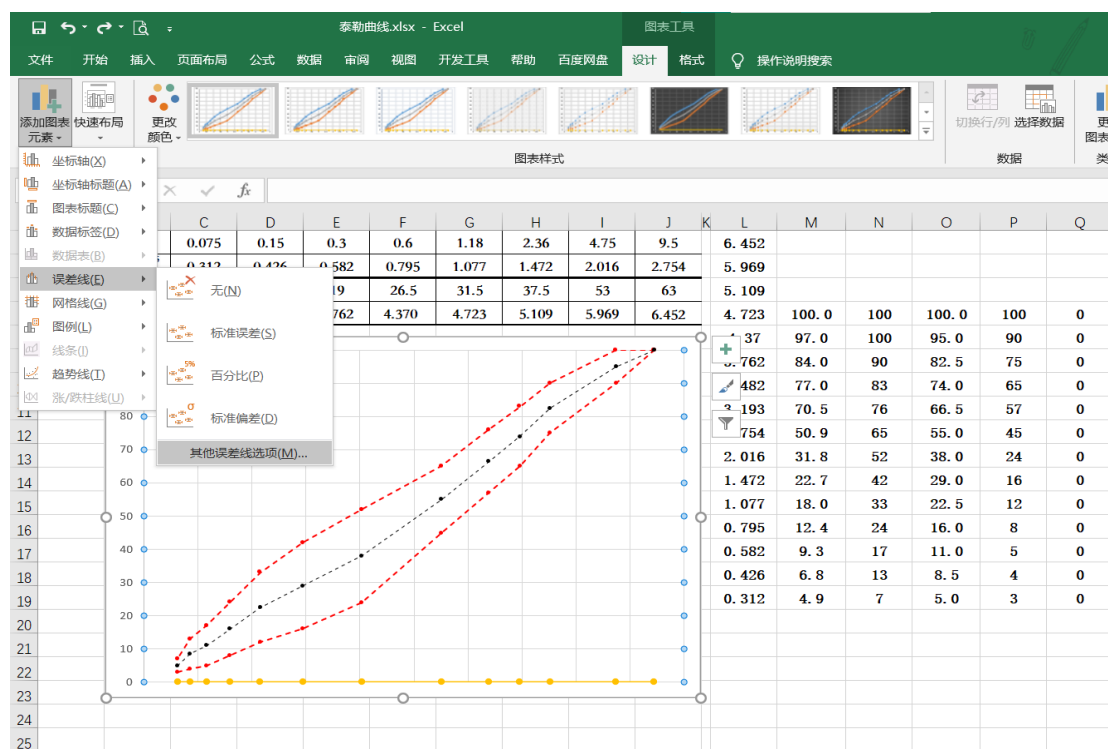 泰勒曲线.xlsx - Excel 图表工具
文件 开始 插入 页面布局 公式 数据 审阅 视图 开发工具 帮助 百度网盘 设计 格式 操作说明搜索
添加图表元素 快速布局 更改颜色 切换行/列 选择数据
图表样式 数据
坐标轴(X)
坐标轴标题(A)
图表标题(C)
数据标签(D)
数据表(B)
误差线(E)
网格线(G)
图例(L)
线条(I)
趋势线(T)
涨/跌柱线(U)
无(N)
标准误差(S)
百分比(P)
标准偏差(D)
其他误差线选项(M)...
fx
C D E F G H I J K L M N O P Q
0.075 0.15 0.3 0.6 1.18 2.36 4.75 9.5 6.452
0.795 1.077 1.472 2.016 2.754 5.969
26.5 31.5 37.5 53 63 5.109
4.370 4.723 5.109 5.969 6.452 4.723 100.0 100 100.0 100 0
97.0 100 95.0 90 0
84.0 90 82.5 75 0
77.0 83 74.0 65 0
70.5 76 66.5 57 0
50.9 65 55.0 45 0
2.016 31.8 52 38.0 24 0
1.472 22.7 42 29.0 16 0
1.077 18.0 33 22.5 12 0
0.795 12.4 24 16.0 8 0
0.582 9.3 17 11.0 5 0
0.426 6.8 13 8.5 4 0
0.312 4.9 7 5.0 3 0
12
13
14
15
16
17
18
19
20
21
22
23
24
25
80
70
60
50
40
30
20
10
0